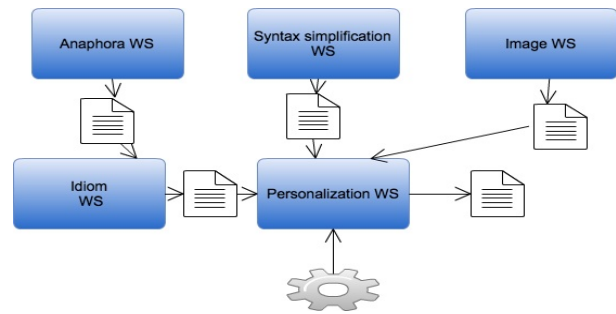 Anaphora WS
Syntax simplification
WS
Image WS
Idiom
WS
Personalization WS